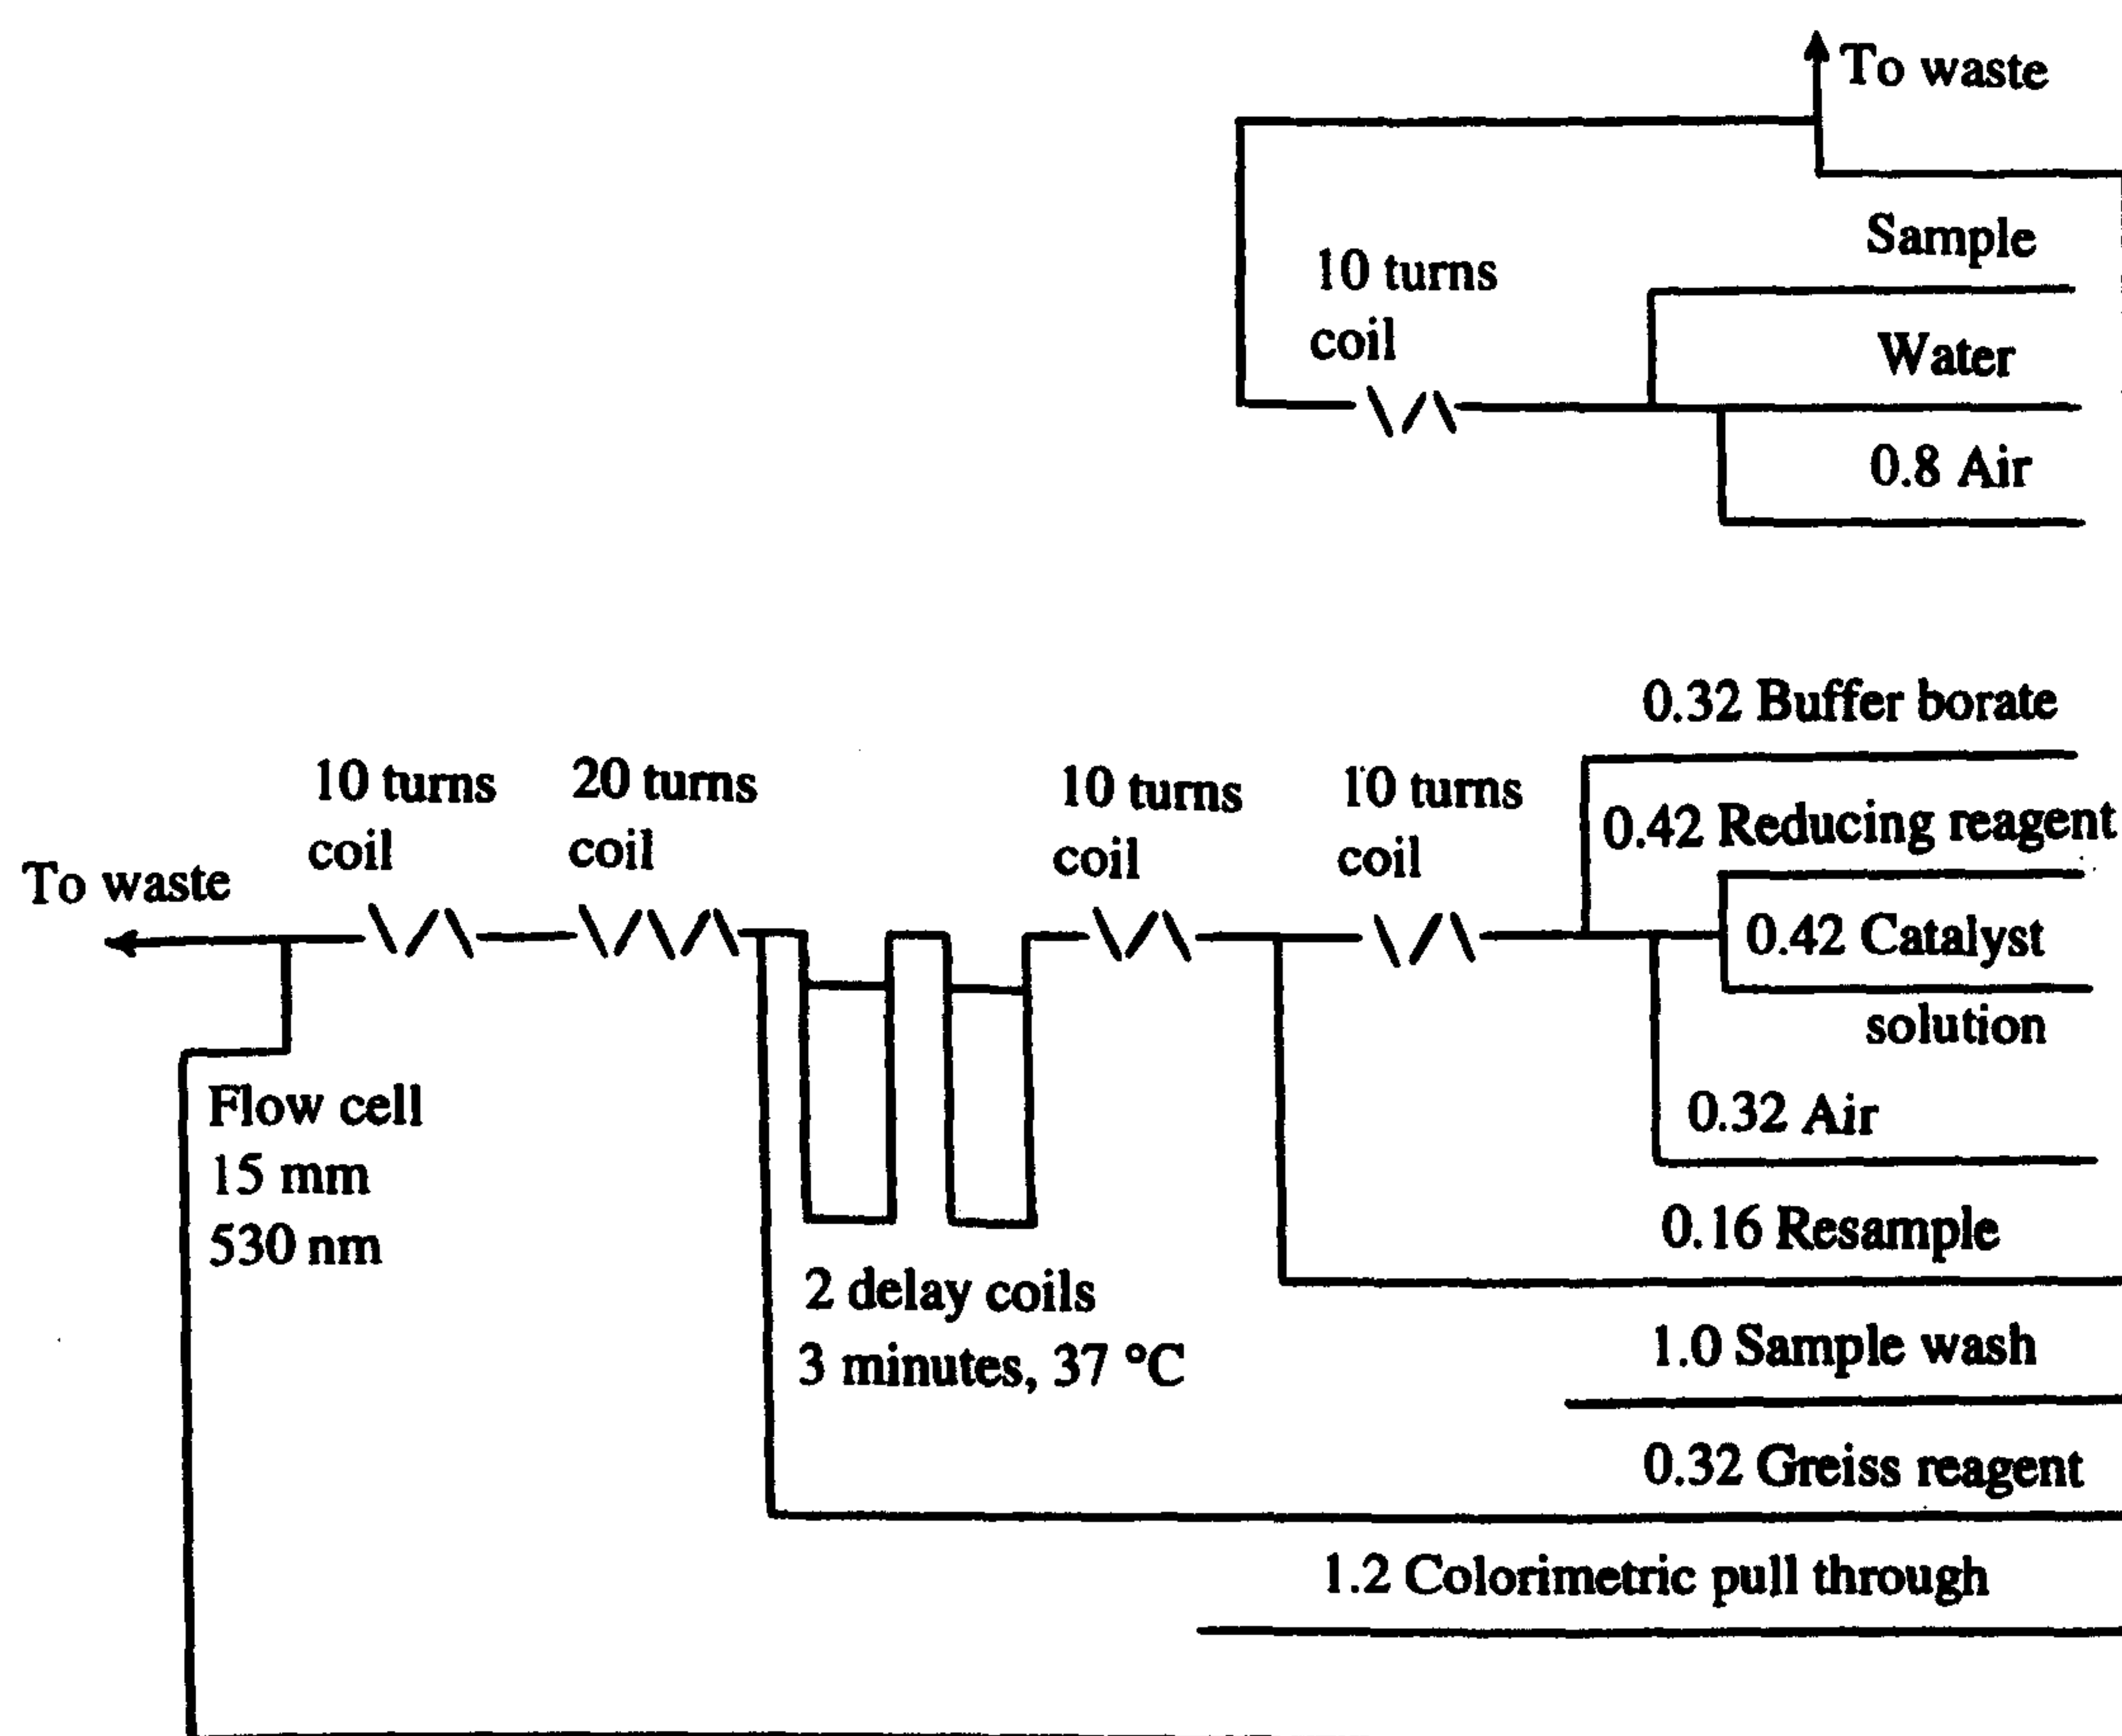 To waste
Sample
10 turns
coil
Water
0.8 Air
0.32 Buffer borate
10 turns
coil
20 turns
coil
10 turns
coil
10 turns
coil
0.42 Reducing reagent
To waste
0.42 Catalyst
solution
Flow cell
15 mm
530 nm
0.32 Air
0.16 Resample
2 delay coils
3 minutes, 37 °C
1.0 Sample wash
0.32 Greiss reagent
1.2 Colorimetric pull through